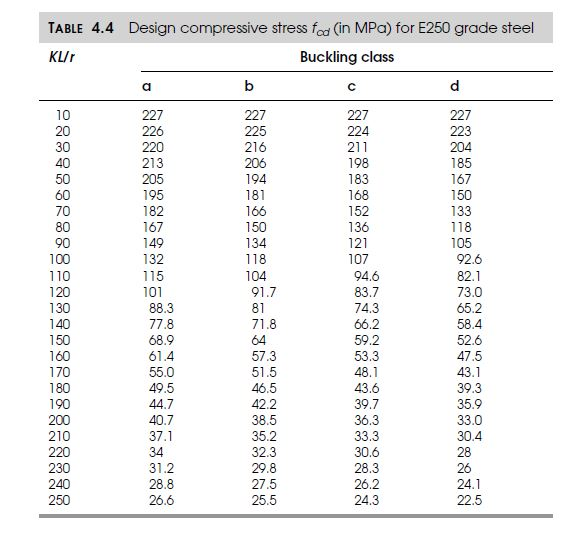 TABLE 4.4 Design compressive stress fcd (in MPa) for E250 grade steel
KL/r Buckling class
a b c d
10 227 227 227 227
20 226 225 224 223
30 220 216 211 204
40 213 206 198 185
50 205 194 183 167
60 195 181 168 150
70 182 166 152 133
80 167 150 136 118
90 149 134 121 105
100 132 118 107 92.6
110 115 104 94.6 82.1
120 101 91.7 83.7 73.0
130 88.3 81 74.3 65.2
140 77.8 71.8 66.2 58.4
150 68.9 64 59.2 52.6
160 61.4 57.3 53.3 47.5
170 55.0 51.5 48.1 43.1
180 49.5 46.5 43.6 39.3
190 44.7 42.2 39.7 35.9
200 40.7 38.5 36.3 33.0
210 37.1 35.2 33.3 30.4
220 34 32.3 30.6 28
230 31.2 29.8 28.3 26
240 28.8 27.5 26.2 24.1
250 26.6 25.5 24.3 22.5